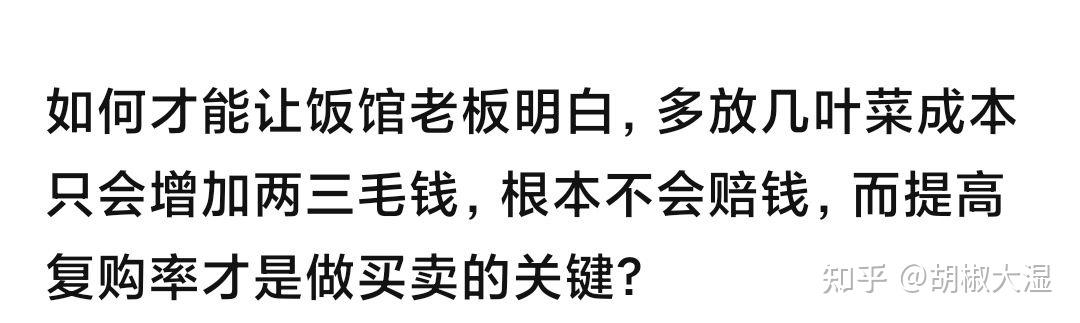 如何才能让饭馆老板明白，多放几叶菜成本
只会增加两三毛钱，根本不会赔钱，而提高
复购率才是做买卖的关键？
知乎 @胡椒大湿